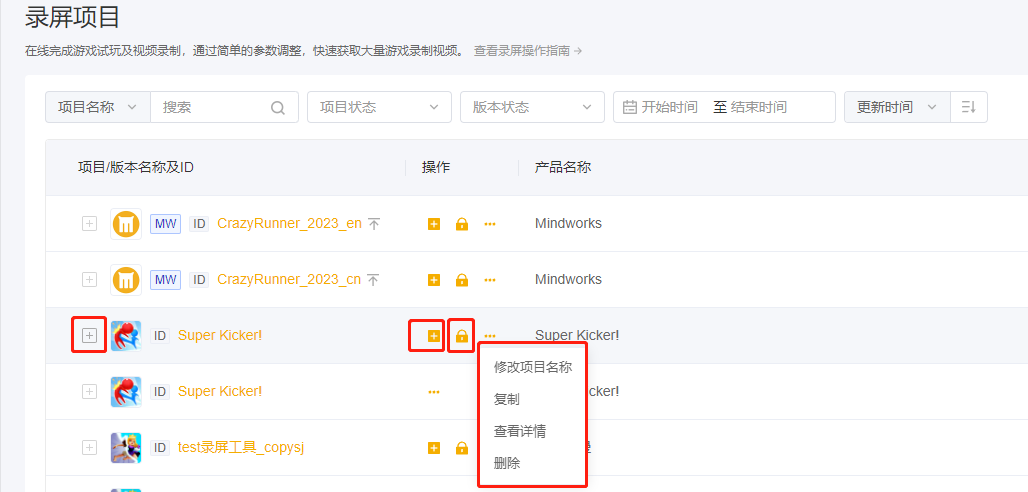 录屏项目
在线完成游戏试玩及视频录制，通过简单的参数调整，快速获取大量游戏录制视频。 查看录屏操作指南
项目名称 搜索 项目状态 版本状态 开始时间 至 结束时间 更新时间
项目/版本名称及ID 操作 产品名称
MW ID CrazyRunner_2023_en Mindworks
MW ID CrazyRunner_2023_cn Mindworks
ID Super Kicker! Super Kicker!
修改项目名称
ID Super Kicker! Kicker!
复制
查看详情
ID test录屏工具_copysj
删除